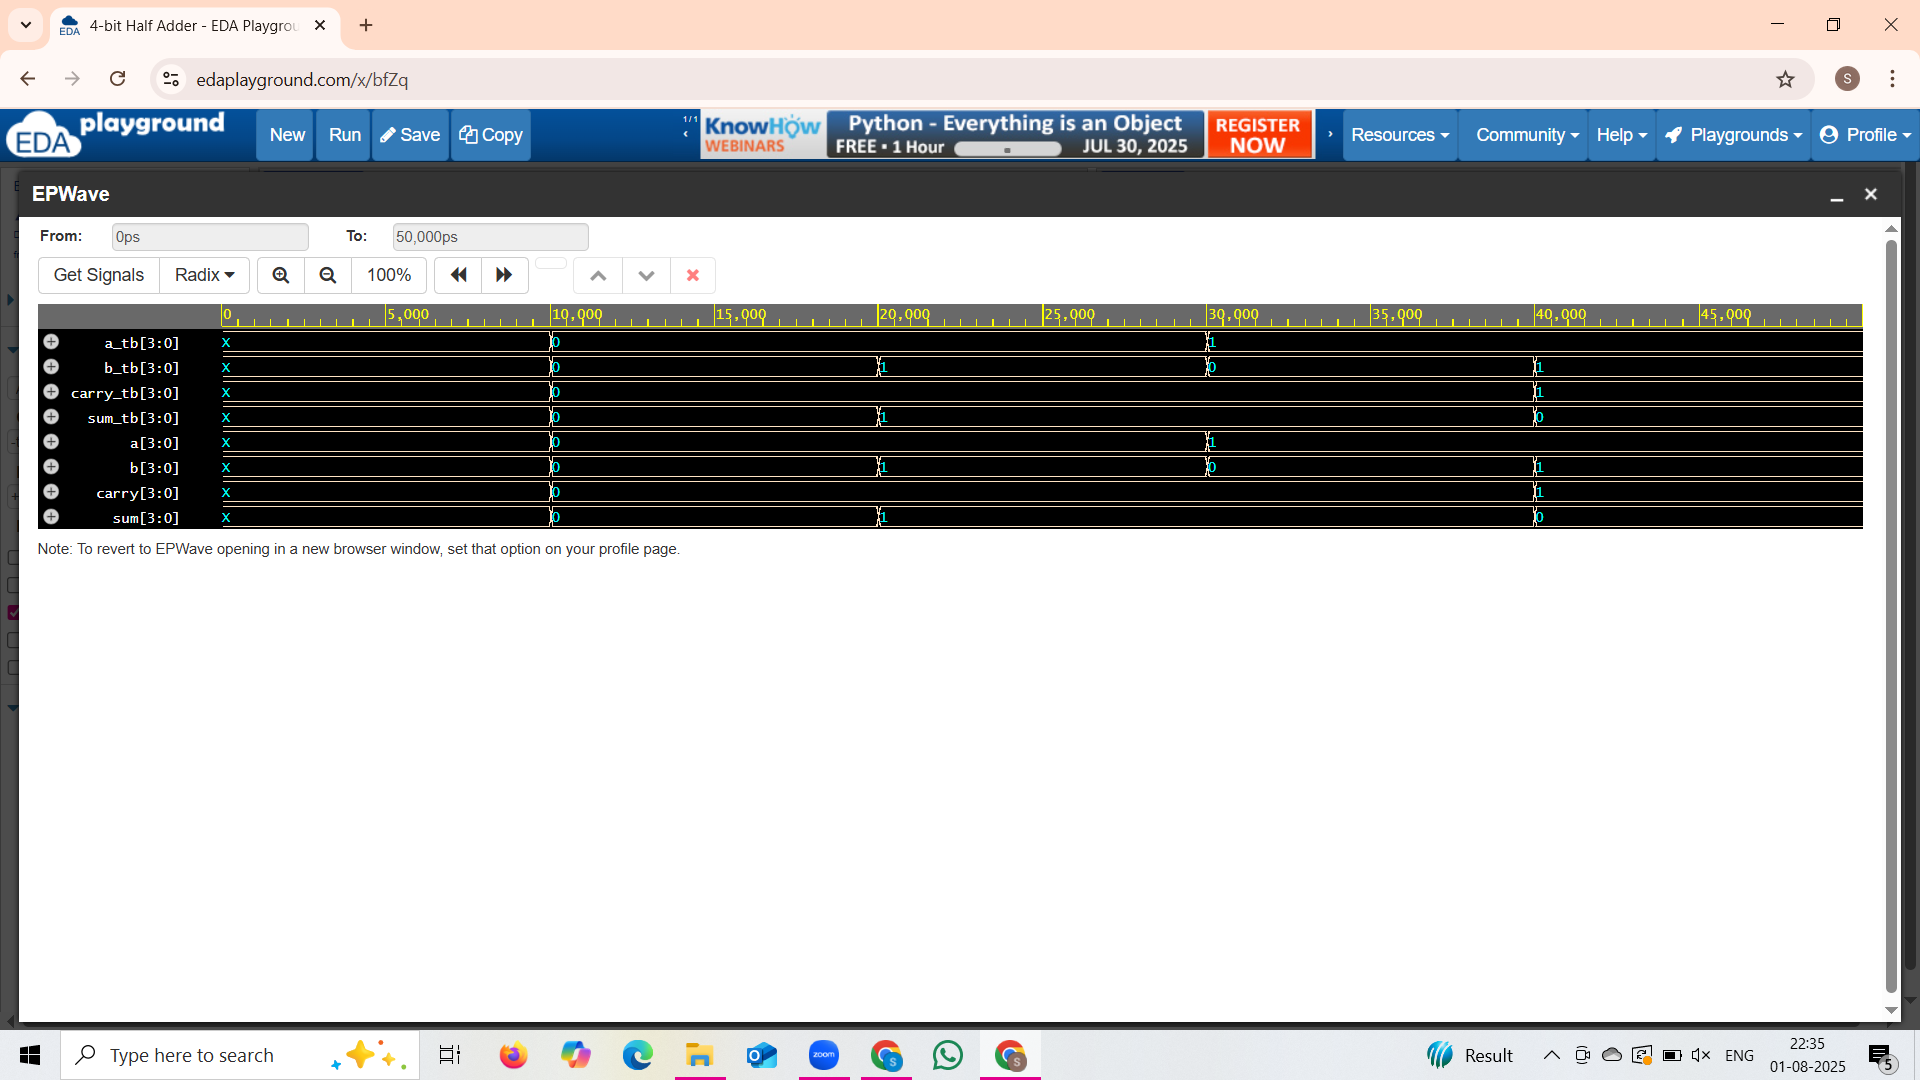 4-bit Half Adder - EDA Playgrou
edaplayground.com/x/bfZq
EDA playground
New Run Save Copy
1/1
KnowHow WEBINARS
Python - Everything is an Object
FREE • 1 Hour JUL 30, 2025
REGISTER NOW
Resources Community Help Playgrounds Profile
EPWave
From: 0ps To: 50,000ps
Get Signals Radix 100%
0 5,000 10,000 15,000 20,000 25,000 30,000 35,000 40,000 45,000
a_tb[3:0] X 0 1
b_tb[3:0] X 0 1 0 1
carry_tb[3:0] X 0 1
sum_tb[3:0] X 0 1 0
a[3:0] X 0 1
b[3:0] X 0 1 0 1
carry[3:0] X 0 1
sum[3:0] X 0 1 0
Note: To revert to EPWave opening in a new browser window, set that option on your profile page.
Type here to search
zoom
S
S
S
Result
ENG
22:35
01-08-2025
5